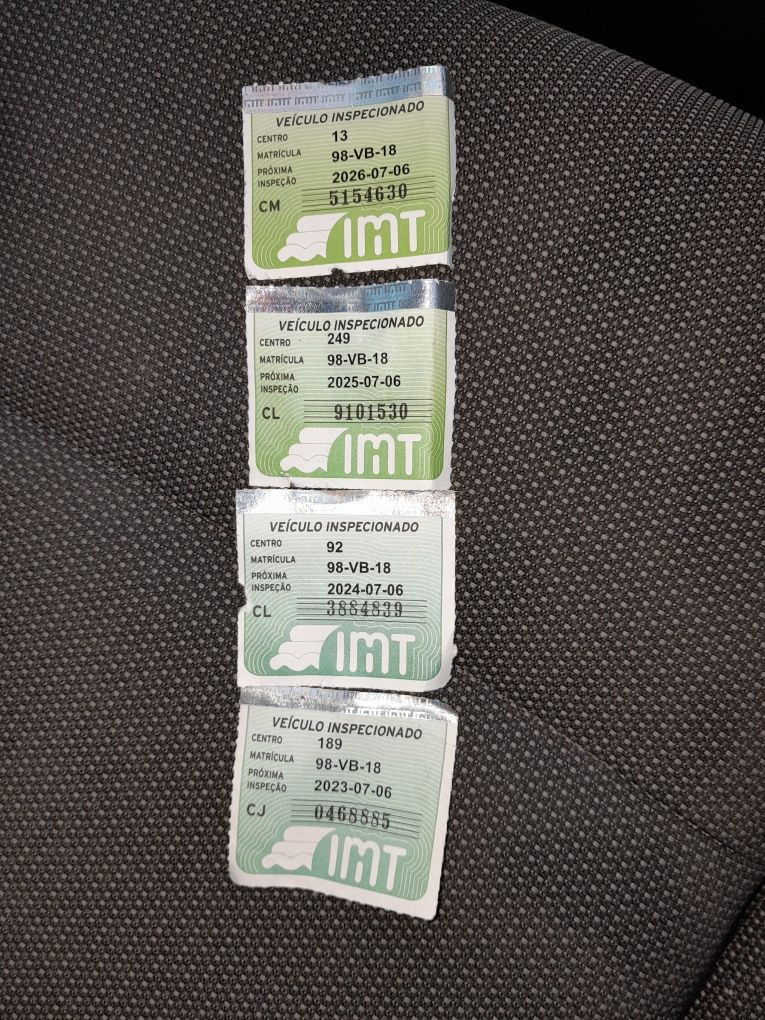 VEÍCULO INSPECIONADO
CENTRO 13
MATRÍCULA 98-VB-18
PRÓXIMA
INSPEÇÃO 2026-07-06
CM 5154630
IMT
VEÍCULO INSPECIONADO
CENTRO 249
MATRÍCULA 98-VB-18
PRÓXIMA
INSPEÇÃO 2025-07-06
CL 9101530
IMT
VEÍCULO INSPECIONADO
CENTRO 92
MATRÍCULA 98-VB-18
PRÓXIMA
INSPEÇÃO 2024-07-06
CL 3884839
IMT
VEÍCULO INSPECIONADO
CENTRO 189
MATRÍCULA 98-VB-18
PRÓXIMA
INSPEÇÃO 2023-07-06
CJ 0468885
IMT